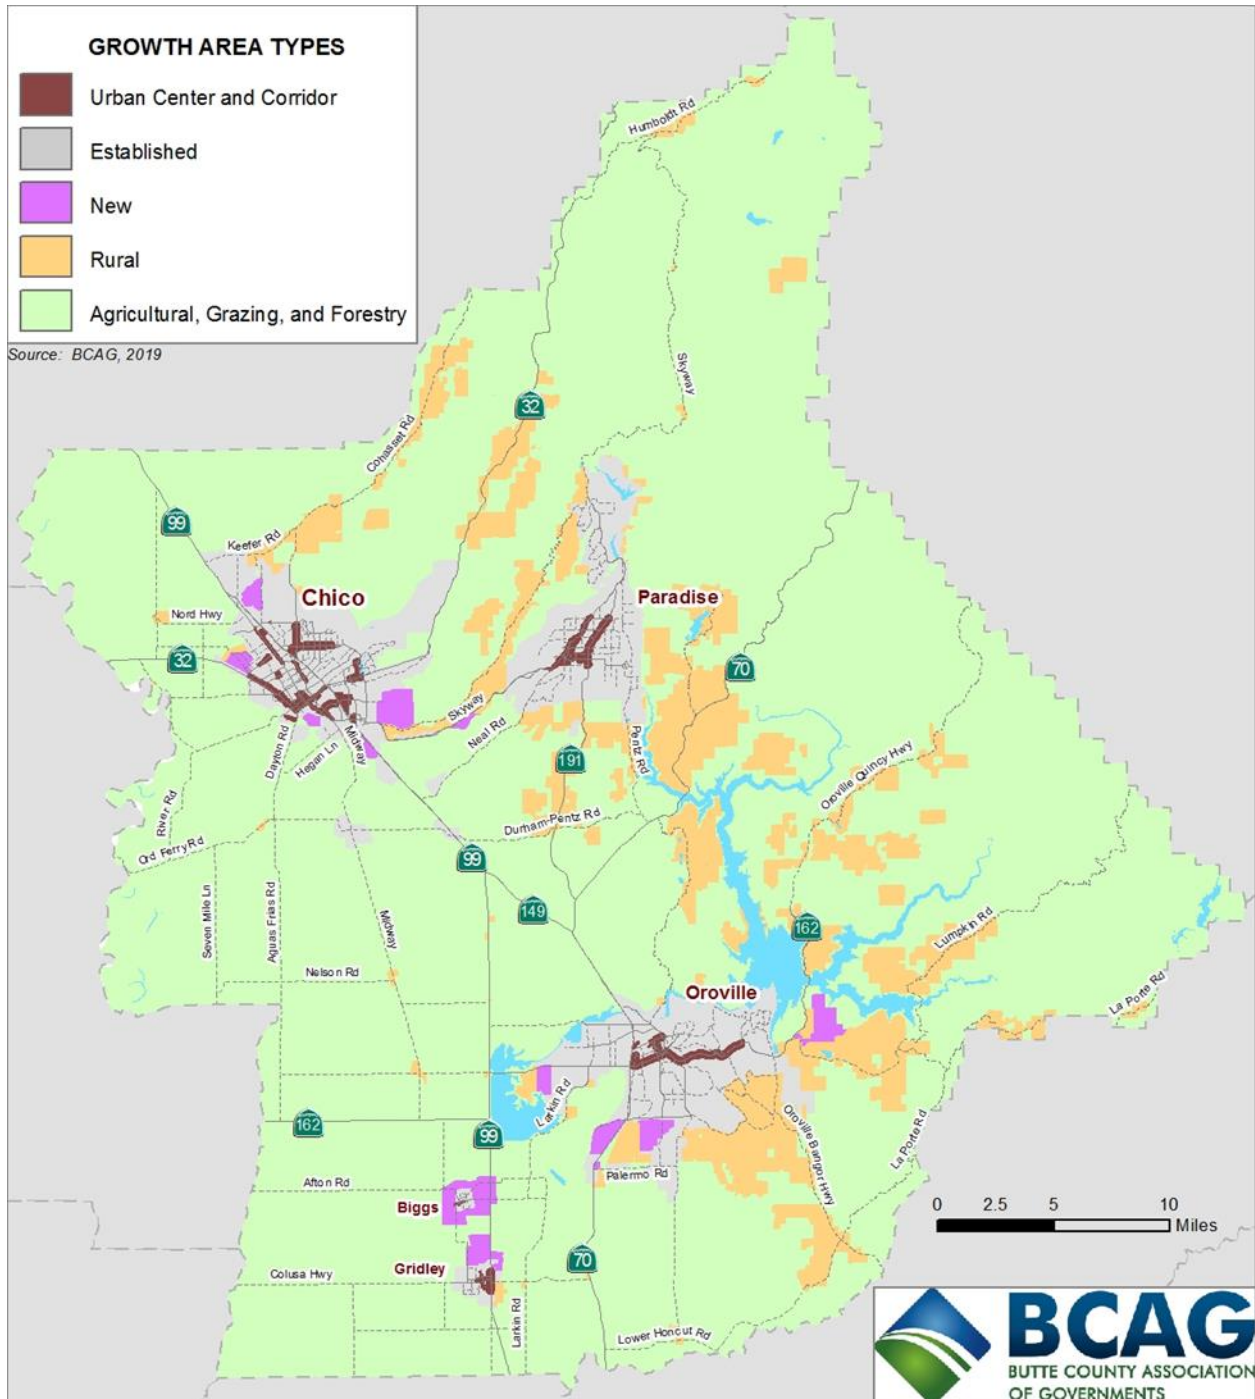 GROWTH AREA TYPES
Urban Center and Corridor
Established
New
Rural
Agricultural, Grazing, and Forestry
Source: BCAG, 2019
Humboldt Rd
Skyway
32
Cohasset Rd
99
Keefer Rd
Chico
Paradise
Nord Hwy
32
70
Skyway
Neal Rd
Pentz Rd
Dayton Rd
Hegan Ln
Midway
191
Oroville Quincy Hwy
River Rd
Durham-Pentz Rd
Ord Ferry Rd
99
149
Seven Mile Ln
Aguas Frias Rd
Midway
162
Lumpkin Rd
Nelson Rd
Oroville
La Porte Rd
Larkin Rd
162
99
Oroville Bangor Hwy
La Porte Rd
Palermo Rd
Afton Rd
Biggs
0 2.5 5 10
Miles
Gridley
70
Colusa Hwy
Larkin Rd
Lower Honcut Rd
BCAG
BUTTE COUNTY ASSOCIATION
OF GOVERNMENTS